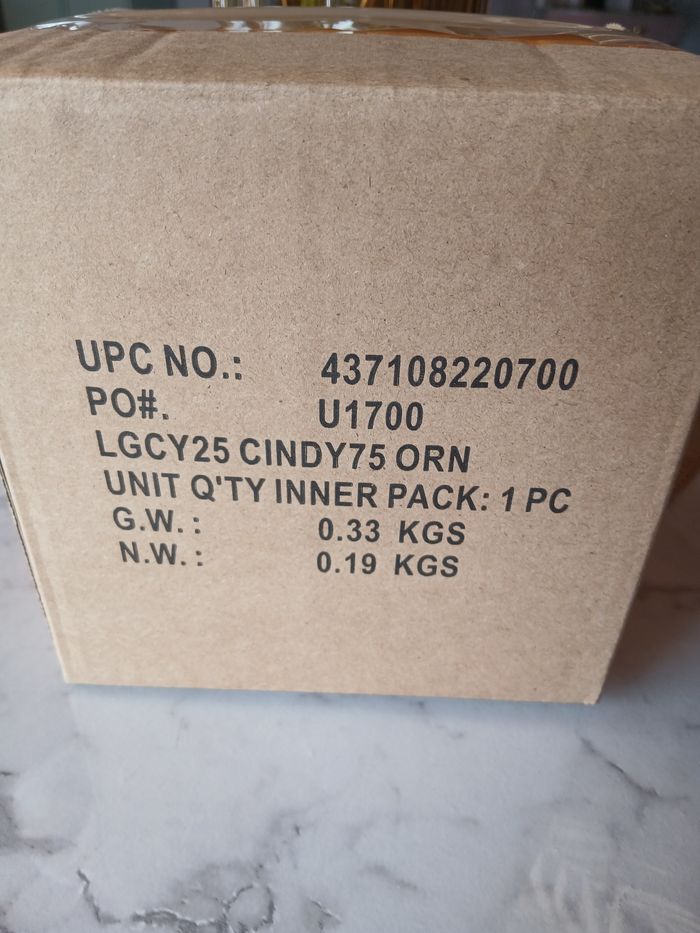 UPC NO.: 437108220700
PO#. U1700
LGCY25 CINDY75 ORN
UNIT Q'TY INNER PACK: 1 PC
G.W. : 0.33 KGS
N.W. : 0.19 KGS